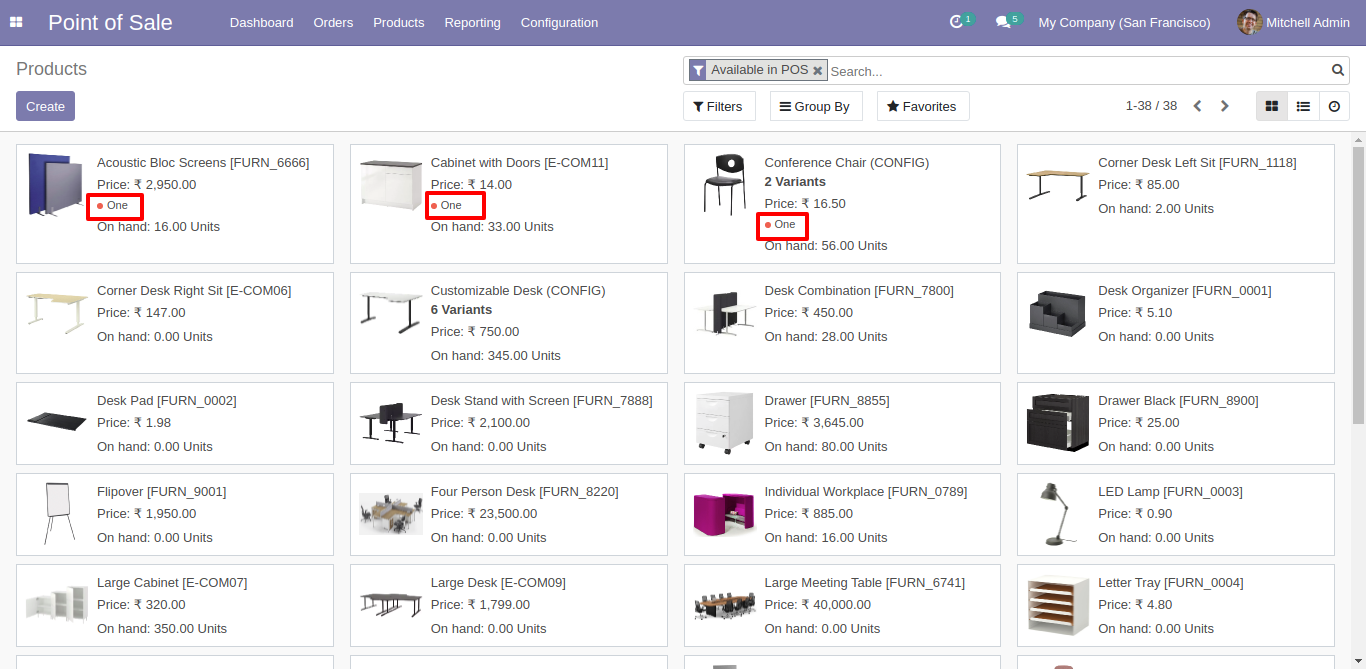 Point of Sale Dashboard Orders Products Reporting Configuration 1 5 My Company (San Francisco) Mitchell Admin
Products
Available in POS Search...
Create
Filters Group By Favorites 1-38 / 38
Acoustic Bloc Screens [FURN_6666]
Price: ₹ 2,950.00
One
On hand: 16.00 Units
Cabinet with Doors [E-COM11]
Price: ₹ 14.00
One
On hand: 33.00 Units
Conference Chair (CONFIG)
2 Variants
Price: ₹ 16.50
One
On hand: 56.00 Units
Corner Desk Left Sit [FURN_1118]
Price: ₹ 85.00
On hand: 2.00 Units
Corner Desk Right Sit [E-COM06]
Price: ₹ 147.00
On hand: 0.00 Units
Customizable Desk (CONFIG)
6 Variants
Price: ₹ 750.00
On hand: 345.00 Units
Desk Combination [FURN_7800]
Price: ₹ 450.00
On hand: 28.00 Units
Desk Organizer [FURN_0001]
Price: ₹ 5.10
On hand: 0.00 Units
Desk Pad [FURN_0002]
Price: ₹ 1.98
On hand: 0.00 Units
Desk Stand with Screen [FURN_7888]
Price: ₹ 2,100.00
On hand: 0.00 Units
Drawer [FURN_8855]
Price: ₹ 3,645.00
On hand: 80.00 Units
Drawer Black [FURN_8900]
Price: ₹ 25.00
On hand: 0.00 Units
Flipover [FURN_9001]
Price: ₹ 1,950.00
On hand: 0.00 Units
Four Person Desk [FURN_8220]
Price: ₹ 23,500.00
On hand: 0.00 Units
Individual Workplace [FURN_0789]
Price: ₹ 885.00
On hand: 16.00 Units
LED Lamp [FURN_0003]
Price: ₹ 0.90
On hand: 0.00 Units
Large Cabinet [E-COM07]
Price: ₹ 320.00
On hand: 350.00 Units
Large Desk [E-COM09]
Price: ₹ 1,799.00
On hand: 0.00 Units
Large Meeting Table [FURN_6741]
Price: ₹ 40,000.00
On hand: 0.00 Units
Letter Tray [FURN_0004]
Price: ₹ 4.80
On hand: 0.00 Units